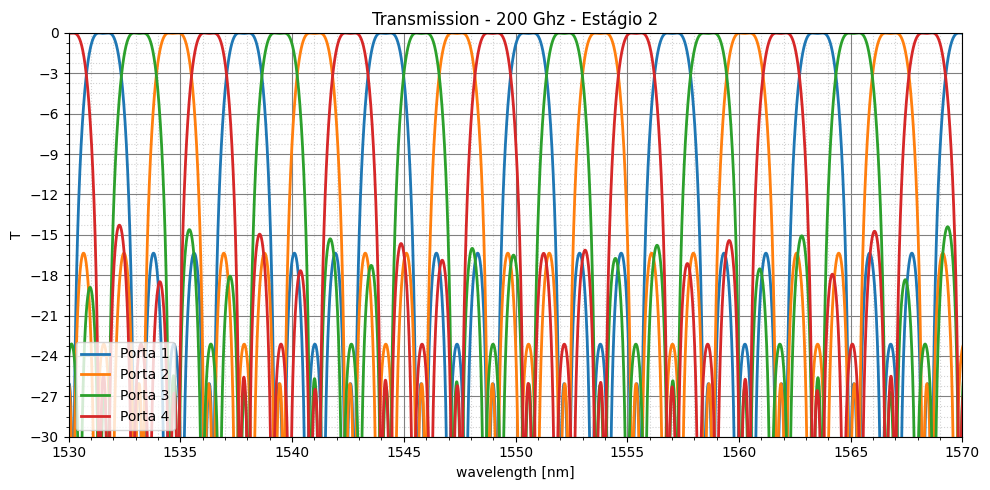 Transmission - 200 Ghz - Estágio 2
0
−3
−6
−9
−12
−15
−18
−21
−24
−27
−30
T
Porta 1
Porta 2
Porta 3
Porta 4
1530 1535 1540 1545 1550 1555 1560 1565 1570
wavelength [nm]